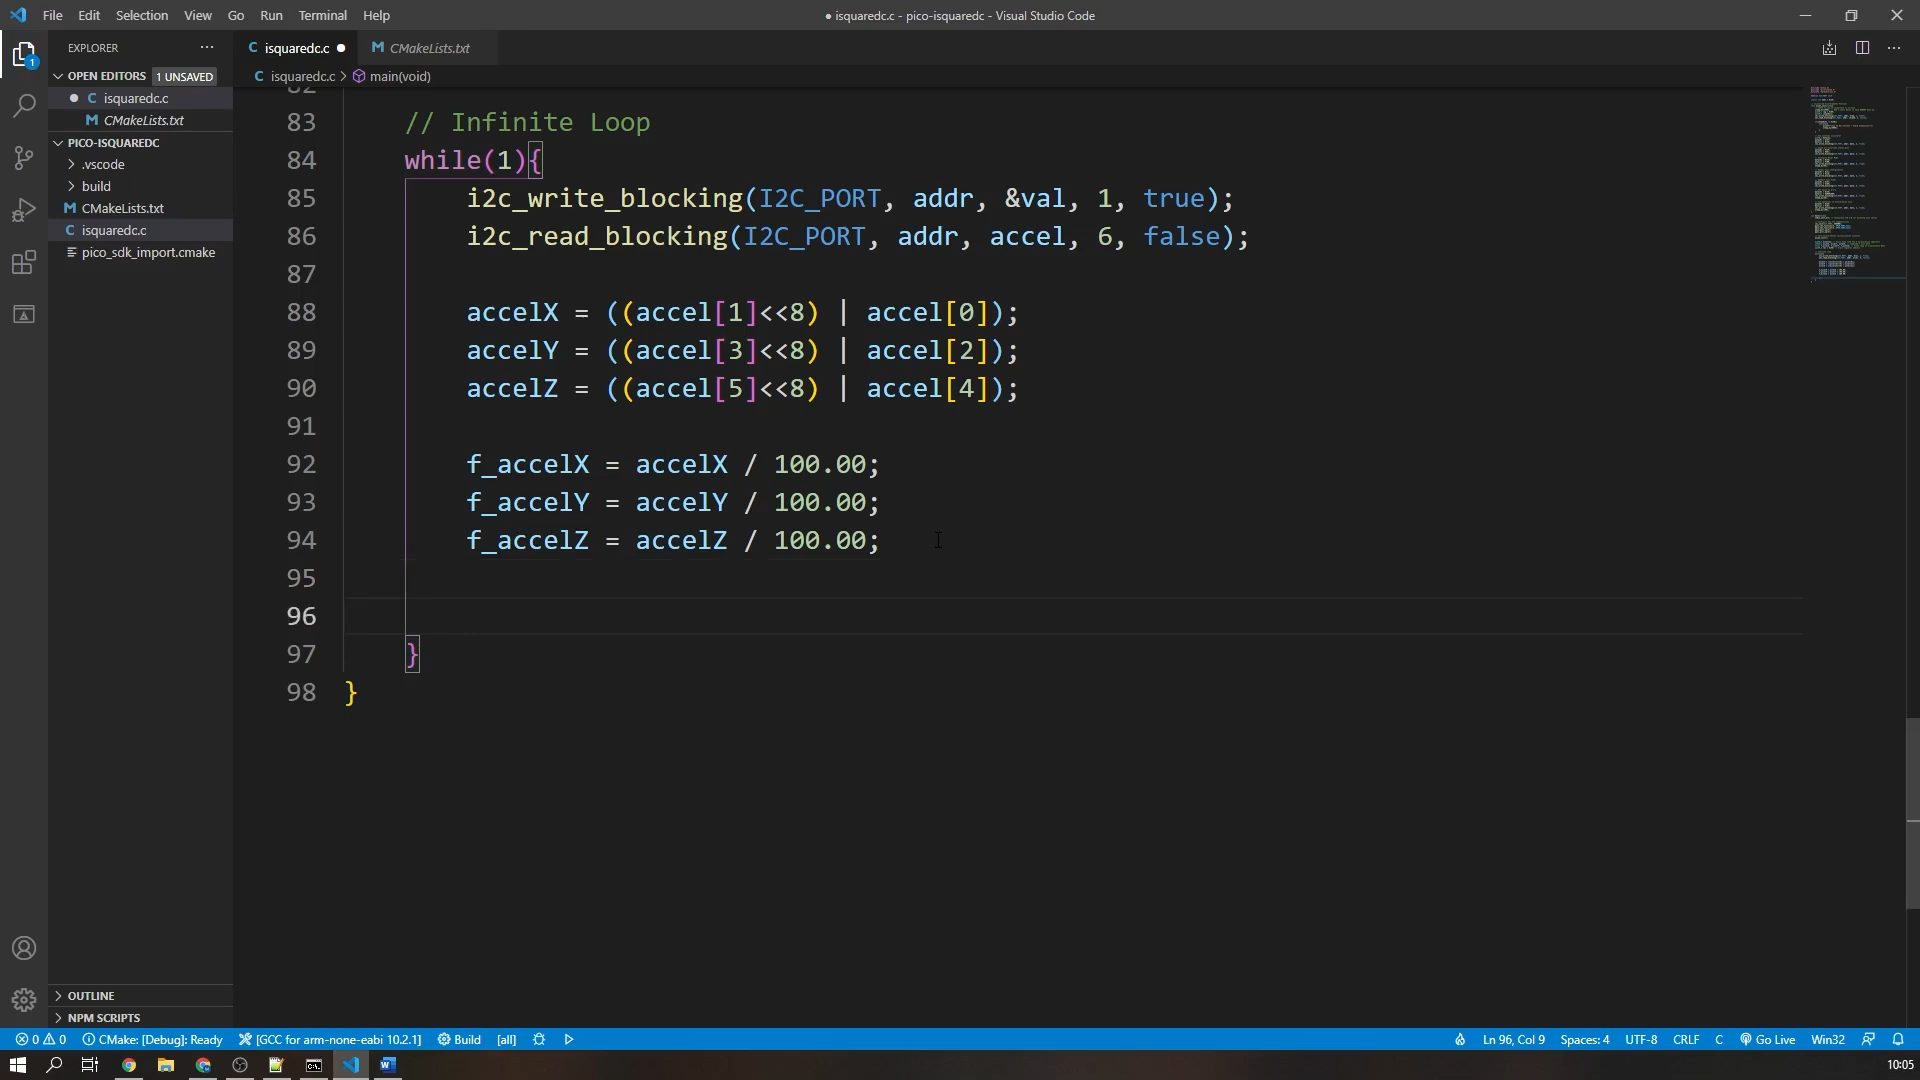 File Edit Selection View Go Run Terminal Help
● isquaredc.c - pico-isquaredc - Visual Studio Code
EXPLORER
OPEN EDITORS 1 UNSAVED
C isquaredc.c
M CMakeLists.txt
PICO-ISQUAREDC
.vscode
build
M CMakeLists.txt
C isquaredc.c
pico_sdk_import.cmake
OUTLINE
NPM SCRIPTS
1
C isquaredc.c ● M CMakeLists.txt
C isquaredc.c > main(void)
82
83 // Infinite Loop
84 while(1){
85 i2c_write_blocking(I2C_PORT, addr, &val, 1, true);
86 i2c_read_blocking(I2C_PORT, addr, accel, 6, false);
87
88 accelX = ((accel[1]<<8) | accel[0]);
89 accelY = ((accel[3]<<8) | accel[2]);
90 accelZ = ((accel[5]<<8) | accel[4]);
91
92 f_accelX = accelX / 100.00;
93 f_accelY = accelY / 100.00;
94 f_accelZ = accelZ / 100.00;
95
96
97 }
98 }
0 0 CMake: [Debug]: Ready [GCC for arm-none-eabi 10.2.1] Build [all] Ln 96, Col 9 Spaces: 4 UTF-8 CRLF C Go Live Win32
10:05